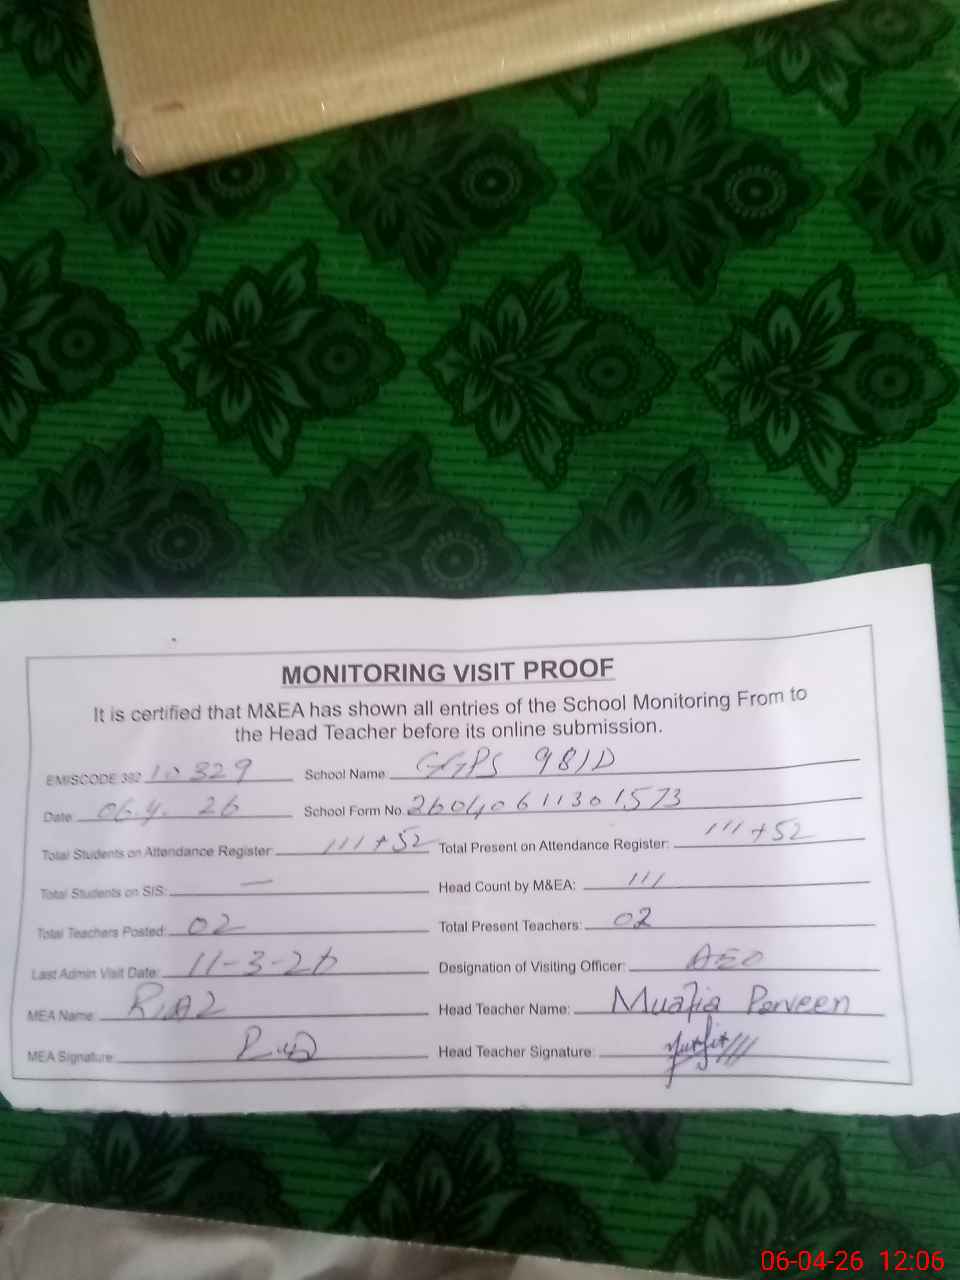 MONITORING VISIT PROOF
It is certified that M&EA has shown all entries of the School Monitoring From to
the Head Teacher before its online submission.
EMISCODE 392 10329 School Name GGPS 98/D
Date: 06.4. 26 School Form No. 26040611301573
Total Students on Attendance Register: 111+52 Total Present on Attendance Register: 111+52
Total Students on SIS: — Head Count by M&EA: 111
Total Teachers Posted: 02 Total Present Teachers: 02
Last Admin Visit Date: 11-3-26 Designation of Visiting Officer: AEO
MEA Name: Riaz Head Teacher Name: Muafia Parveen
MEA Signature: Head Teacher Signature:
06-04-26 12:06